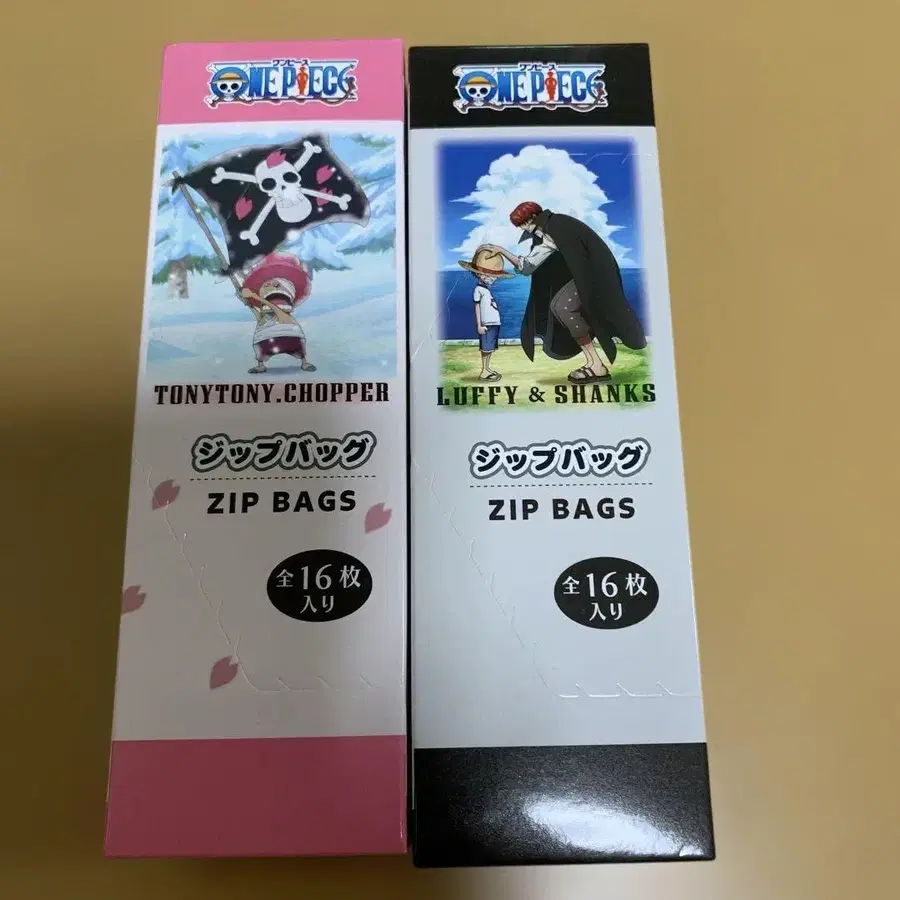 ワンピース
ONE PIECE
TONYTONY.CHOPPER
ジップバッグ
ZIP BAGS
全16枚
入り
ワンピース
ONE PIECE
LUFFY & SHANKS
ジップバッグ
ZIP BAGS
全16枚
入り